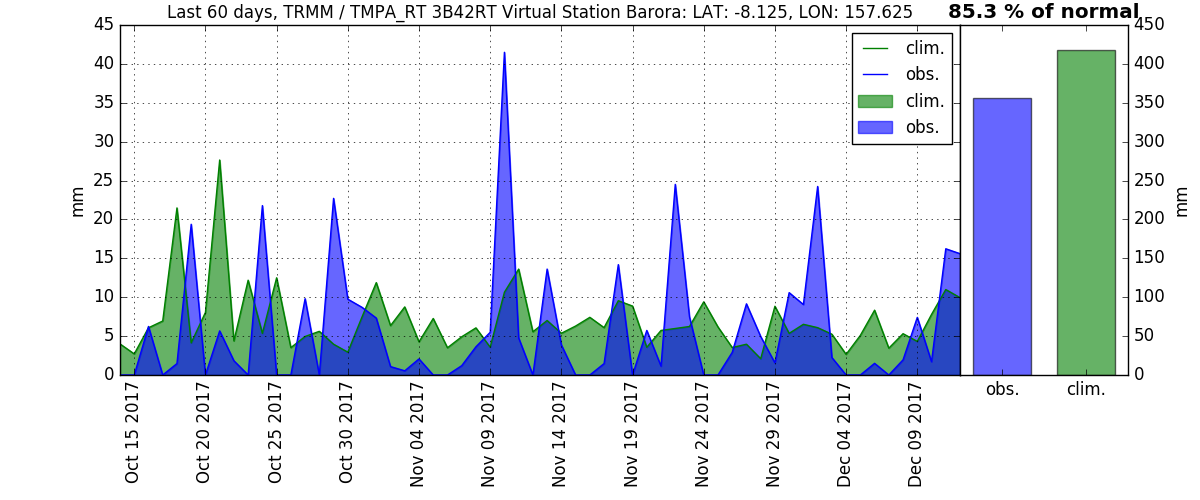 Last 60 days, TRMM / TMPA_RT 3B42RT Virtual Station Barora: LAT: -8.125, LON: 157.625
85.3 % of normal
45
40
35
30
25
20
15
10
5
0
mm
clim.
obs.
clim.
obs.
450
400
350
300
250
200
150
100
50
0
mm
obs.
clim.
Oct 15 2017
Oct 20 2017
Oct 25 2017
Oct 30 2017
Nov 04 2017
Nov 09 2017
Nov 14 2017
Nov 19 2017
Nov 24 2017
Nov 29 2017
Dec 04 2017
Dec 09 2017